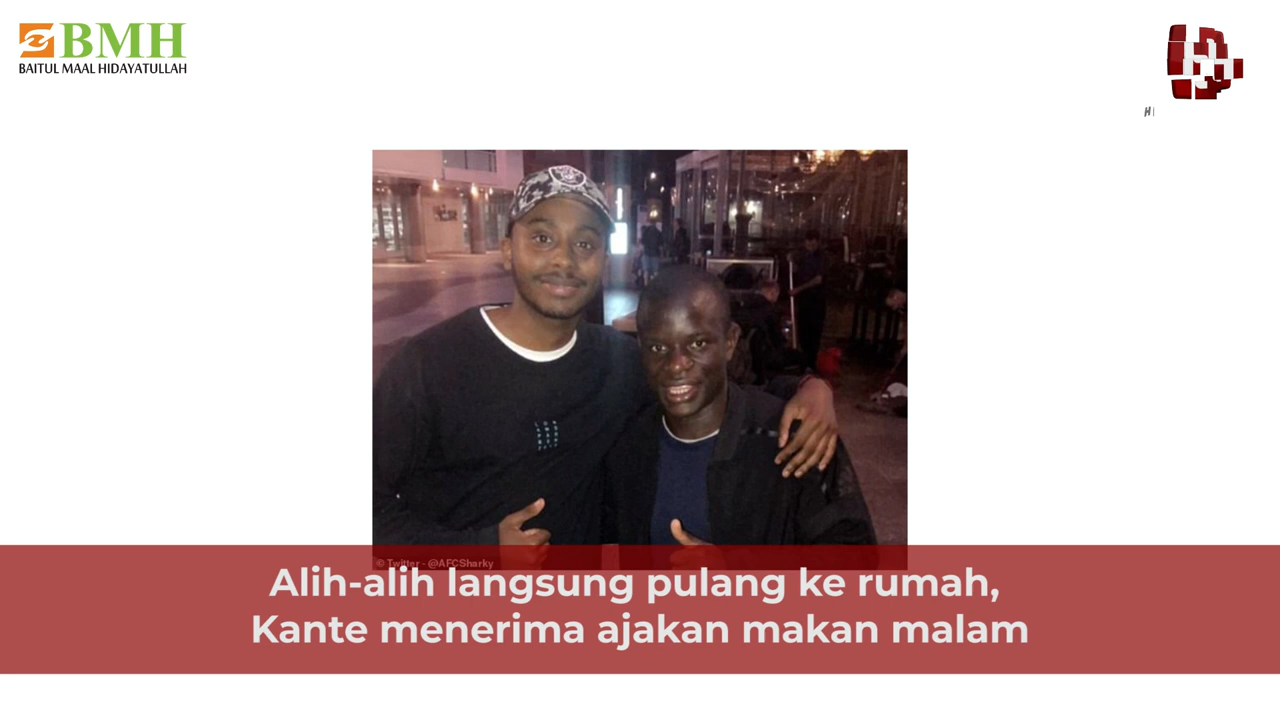 BMH
BAITUL MAAL HIDAYATULLAH
© Twitter - @AFCSharky
Alih-alih langsung pulang ke rumah,
Kante menerima ajakan makan malam